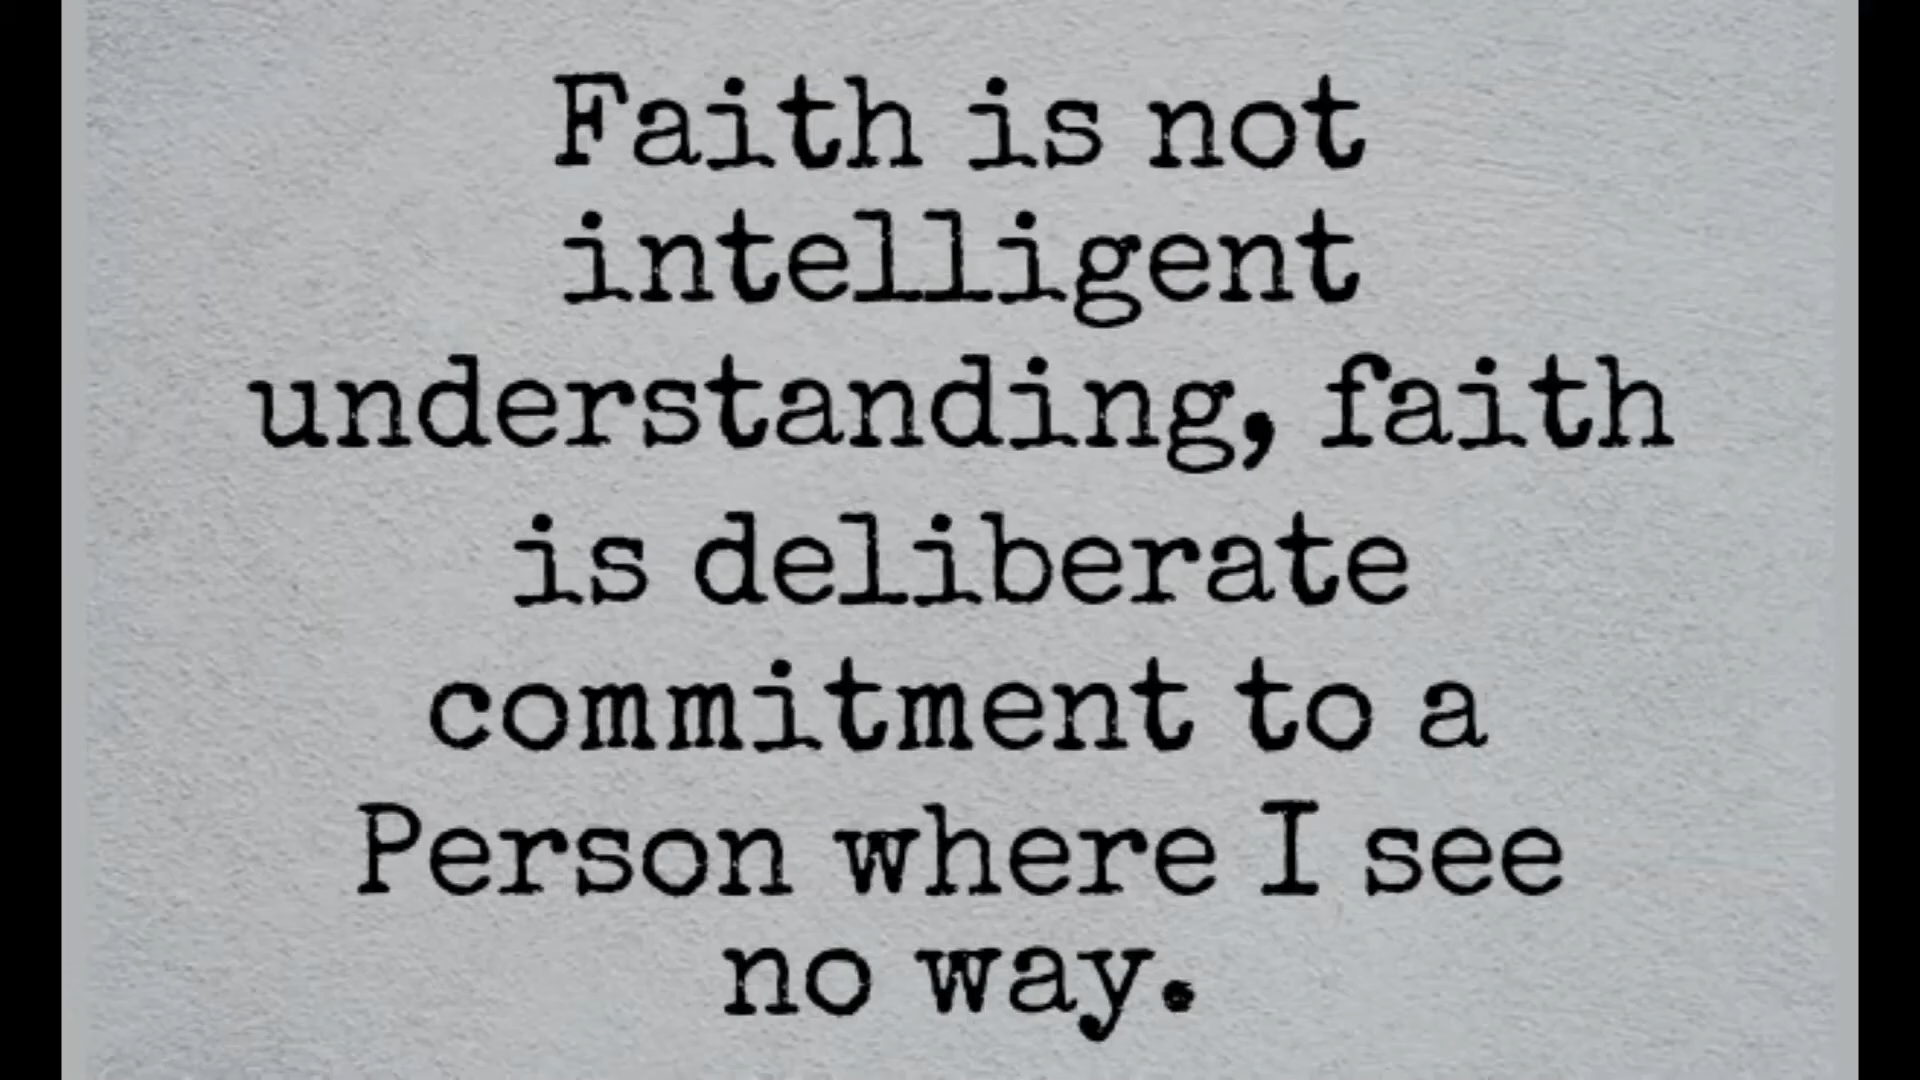 Faith is not
intelligent
understanding, faith
is deliberate
commitment to a
Person where I see
no way.